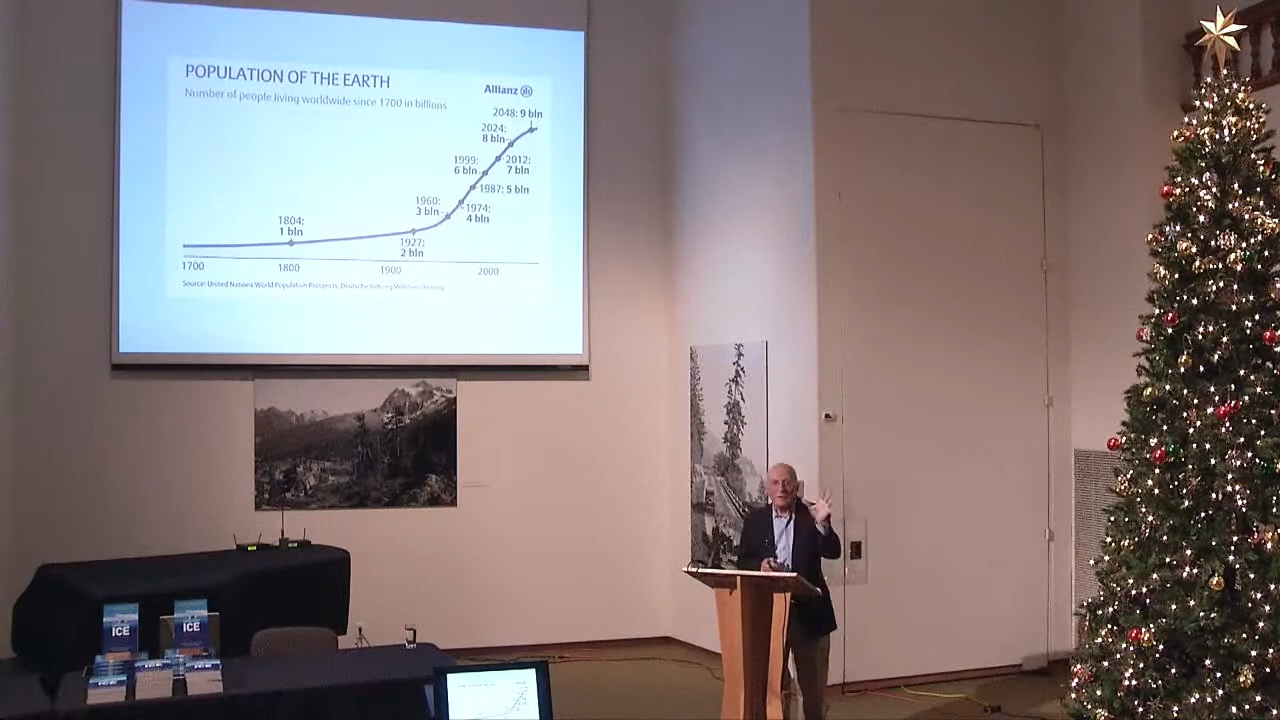 POPULATION OF THE EARTH
Allianz
Number of people living worldwide since 1700 in billions
2048: 9 bln
2024:
8 bln
1999:
6 bln
2012:
7 bln
1987: 5 bln
1960:
3 bln
1974:
4 bln
1804:
1 bln
1927:
2 bln
1700
1800
1900
2000
Source: United Nations World Population Prospects, Deutsche Stiftung
ICE
ICE